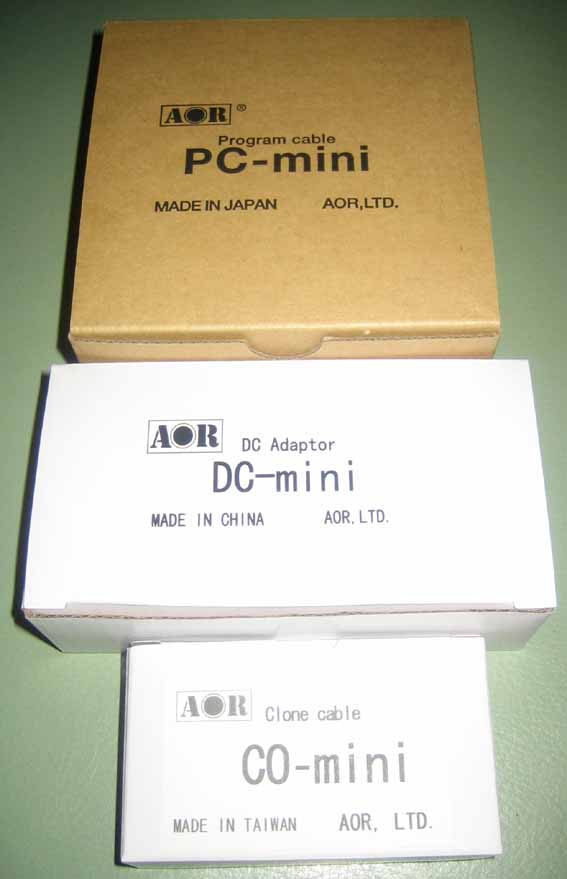 AOR Clone cable
CO-mini
MADE IN TAIWAN AOR, LTD.
AOR DC Adaptor
DC-mini
MADE IN CHINA AOR, LTD.
AOR® Program cable
PC-mini
MADE IN JAPAN AOR,LTD.